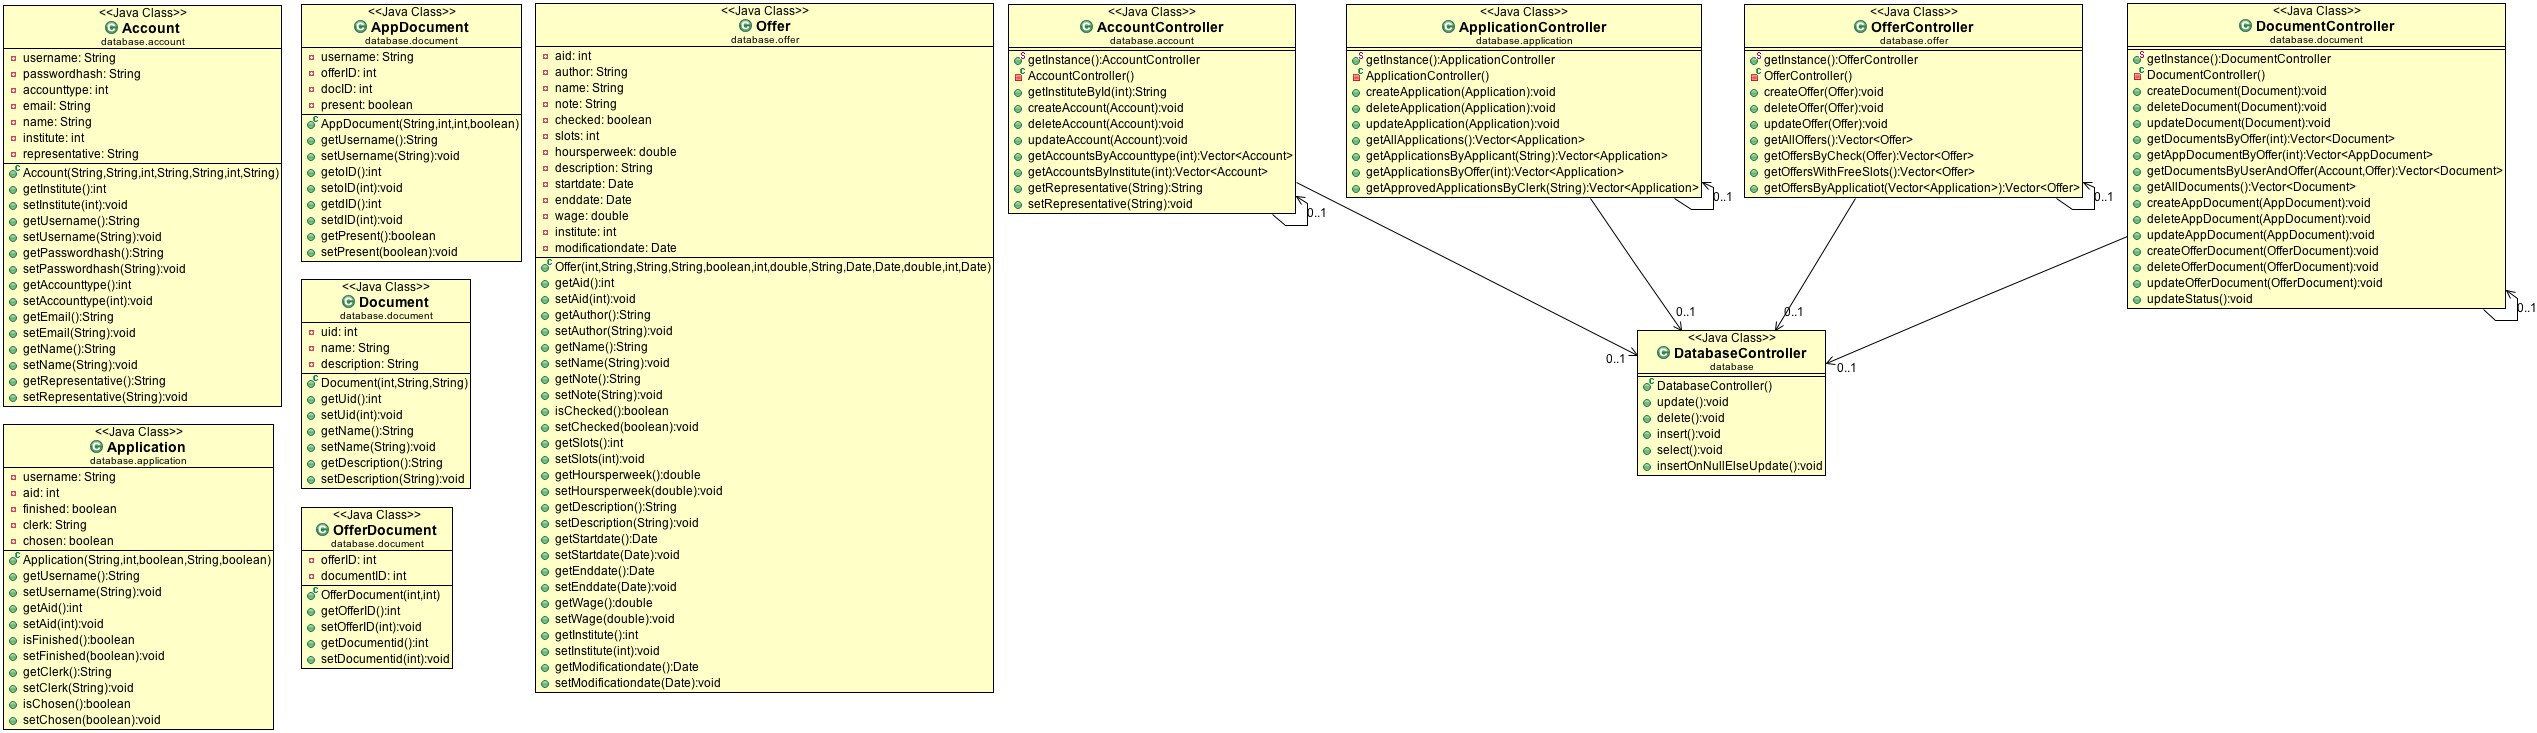 <<Java Class>>
Account
database.account
username: String
passwordhash: String
accounttype: int
email: String
name: String
institute: int
representative: String
Account(String,String,int,String,String,int,String)
getInstitute():int
setInstitute(int):void
getUsername():String
setUsername(String):void
getPasswordhash():String
setPasswordhash(String):void
getAccounttype():int
setAccounttype(int):void
getEmail():String
setEmail(String):void
getName():String
setName(String):void
getRepresentative():String
setRepresentative(String):void
<<Java Class>>
Application
database.application
username: String
aid: int
finished: boolean
clerk: String
chosen: boolean
Application(String,int,boolean,String,boolean)
getUsername():String
setUsername(String):void
getAid():int
setAid(int):void
isFinished():boolean
setFinished(boolean):void
getClerk():String
setClerk(String):void
isChosen():boolean
setChosen(boolean):void
<<Java Class>>
AppDocument
database.document
username: String
offerID: int
docID: int
present: boolean
AppDocument(String,int,int,boolean)
getUsername():String
setUsername(String):void
getoID():int
setoID(int):void
getdID():int
setdID(int):void
getPresent():boolean
setPresent(boolean):void
<<Java Class>>
Document
database.document
uid: int
name: String
description: String
Document(int,String,String)
getUid():int
setUid(int):void
getName():String
setName(String):void
getDescription():String
setDescription(String):void
<<Java Class>>
OfferDocument
database.document
offerID: int
documentID: int
OfferDocument(int,int)
getOfferID():int
setOfferID(int):void
getDocumentid():int
setDocumentid(int):void
<<Java Class>>
Offer
database.offer
aid: int
author: String
name: String
note: String
checked: boolean
slots: int
hoursperweek: double
description: String
startdate: Date
enddate: Date
wage: double
institute: int
modificationdate: Date
Offer(int,String,String,String,boolean,int,double,String,Date,Date,double,int,Date)
getAid():int
setAid(int):void
getAuthor():String
setAuthor(String):void
getName():String
setName(String):void
getNote():String
setNote(String):void
isChecked():boolean
setChecked(boolean):void
getSlots():int
setSlots(int):void
getHoursperweek():double
setHoursperweek(double):void
getDescription():String
setDescription(String):void
getStartdate():Date
setStartdate(Date):void
getEnddate():Date
setEnddate(Date):void
getWage():double
setWage(double):void
getInstitute():int
setInstitute(int):void
getModificationdate():Date
setModificationdate(Date):void
<<Java Class>>
AccountController
database.account
getInstance():AccountController
AccountController()
getInstituteById(int):String
createAccount(Account):void
deleteAccount(Account):void
updateAccount(Account):void
getAccountsByAccounttype(int):Vector<Account>
getAccountsByInstitute(int):Vector<Account>
getRepresentative(String):String
setRepresentative(String):void
0..1
<<Java Class>>
ApplicationController
database.application
getInstance():ApplicationController
ApplicationController()
createApplication(Application):void
deleteApplication(Application):void
updateApplication(Application):void
getAllApplications():Vector<Application>
getApplicationsByApplicant(String):Vector<Application>
getApplicationsByOffer(int):Vector<Application>
getApprovedApplicationsByClerk(String):Vector<Application>
0..1
<<Java Class>>
OfferController
database.offer
getInstance():OfferController
OfferController()
createOffer(Offer):void
deleteOffer(Offer):void
updateOffer(Offer):void
getAllOffers():Vector<Offer>
getOffersByCheck(Offer):Vector<Offer>
getOffersWithFreeSlots():Vector<Offer>
getOffersByApplicatiot(Vector<Application>):Vector<Offer>
0..1
<<Java Class>>
DocumentController
database.document
getInstance():DocumentController
DocumentController()
createDocument(Document):void
deleteDocument(Document):void
updateDocument(Document):void
getDocumentsByOffer(int):Vector<Document>
getAppDocumentByOffer(int):Vector<AppDocument>
getDocumentsByUserAndOffer(Account,Offer):Vector<Document>
getAllDocuments():Vector<Document>
createAppDocument(AppDocument):void
deleteAppDocument(AppDocument):void
updateAppDocument(AppDocument):void
createOfferDocument(OfferDocument):void
deleteOfferDocument(OfferDocument):void
updateOfferDocument(OfferDocument):void
updateStatus():void
0..1
0..1
0..1
0..1
0..1
<<Java Class>>
DatabaseController
database
DatabaseController()
update():void
delete():void
insert():void
select():void
insertOnNullElseUpdate():void